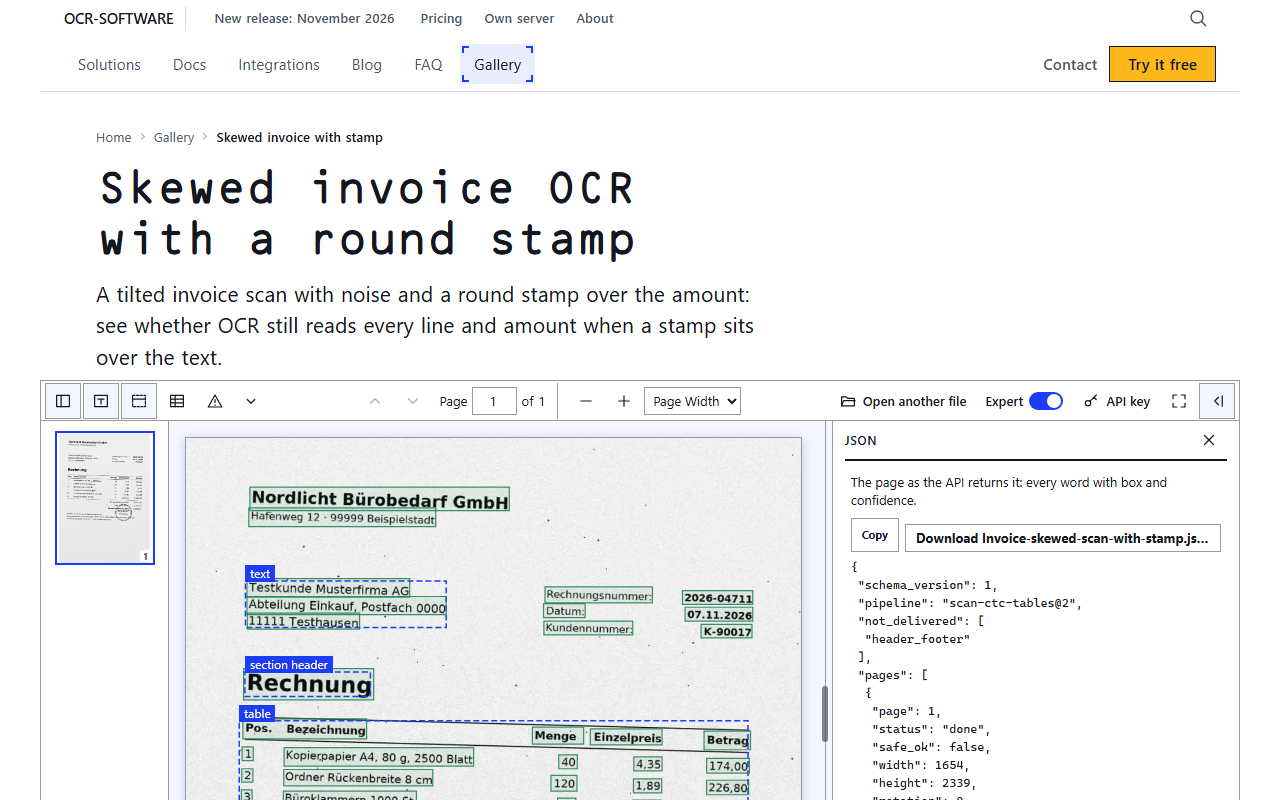 OCR-SOFTWARE
New release: November 2026
Pricing
Own server
About
Solutions
Docs
Integrations
Blog
FAQ
Gallery
Contact
Try it free
Home > Gallery > Skewed invoice with stamp
Skewed invoice OCR
with a round stamp
A tilted invoice scan with noise and a round stamp over the amount:
see whether OCR still reads every line and amount when a stamp sits
over the text.
Page 1 of 1
Page Width
Open another file
Expert
API key
1
Nordlicht Bürobedarf GmbH
Hafenweg 12 · 99999 Beispielstadt
text
Testkunde Musterfirma AG
Abteilung Einkauf, Postfach 0000
11111 Testhausen
Rechnungsnummer: 2026-04711
Datum: 07.11.2026
Kundennummer: K-90017
section header
Rechnung
table
Pos. Bezeichnung Menge Einzelpreis Betrag
1 Kopierpapier A4, 80 g, 2500 Blatt 40 4,35 174,00
2 Ordner Rückenbreite 8 cm 120 1,89 226,80
3 Büroklammern 1000 St
JSON
The page as the API returns it: every word with box and
confidence.
Copy
Download Invoice-skewed-scan-with-stamp.js...
{
"schema_version": 1,
"pipeline": "scan-ctc-tables@2",
"not_delivered": [
"header_footer"
],
"pages": [
{
"page": 1,
"status": "done",
"safe_ok": false,
"width": 1654,
"height": 2339,